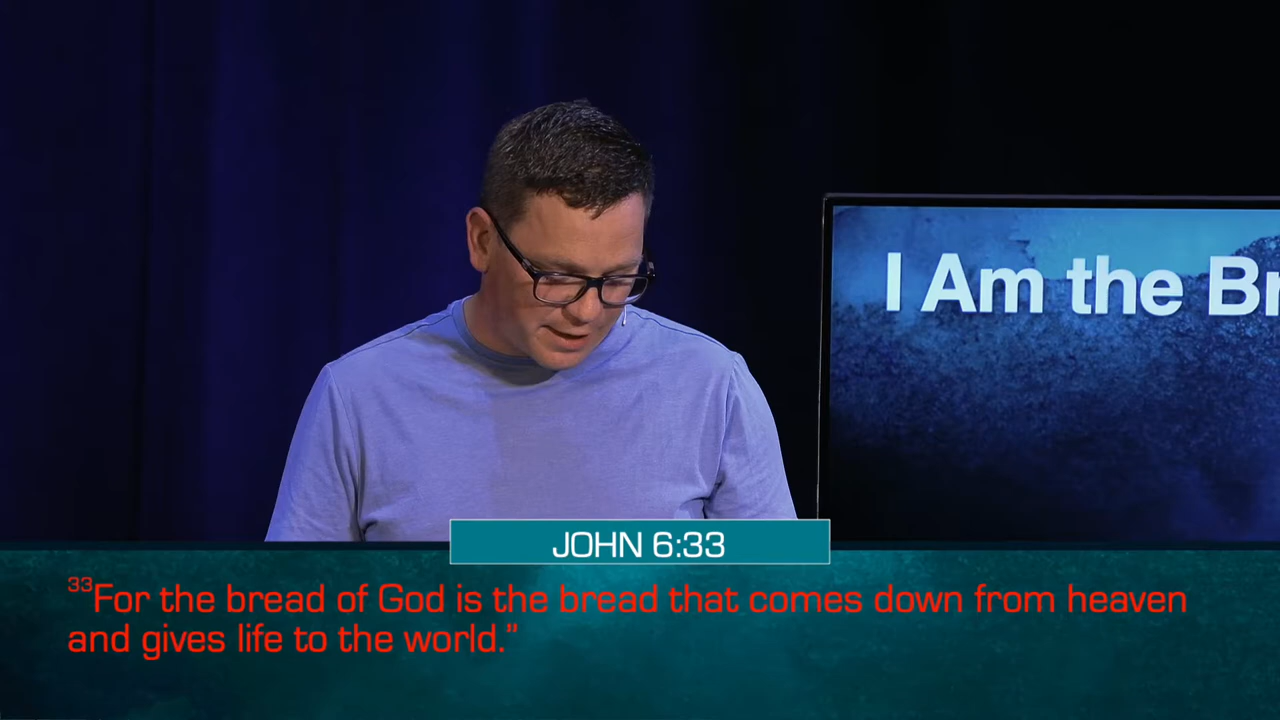 I Am the Br
JOHN 6:33
33For the bread of God is the bread that comes down from heaven
and gives life to the world.”